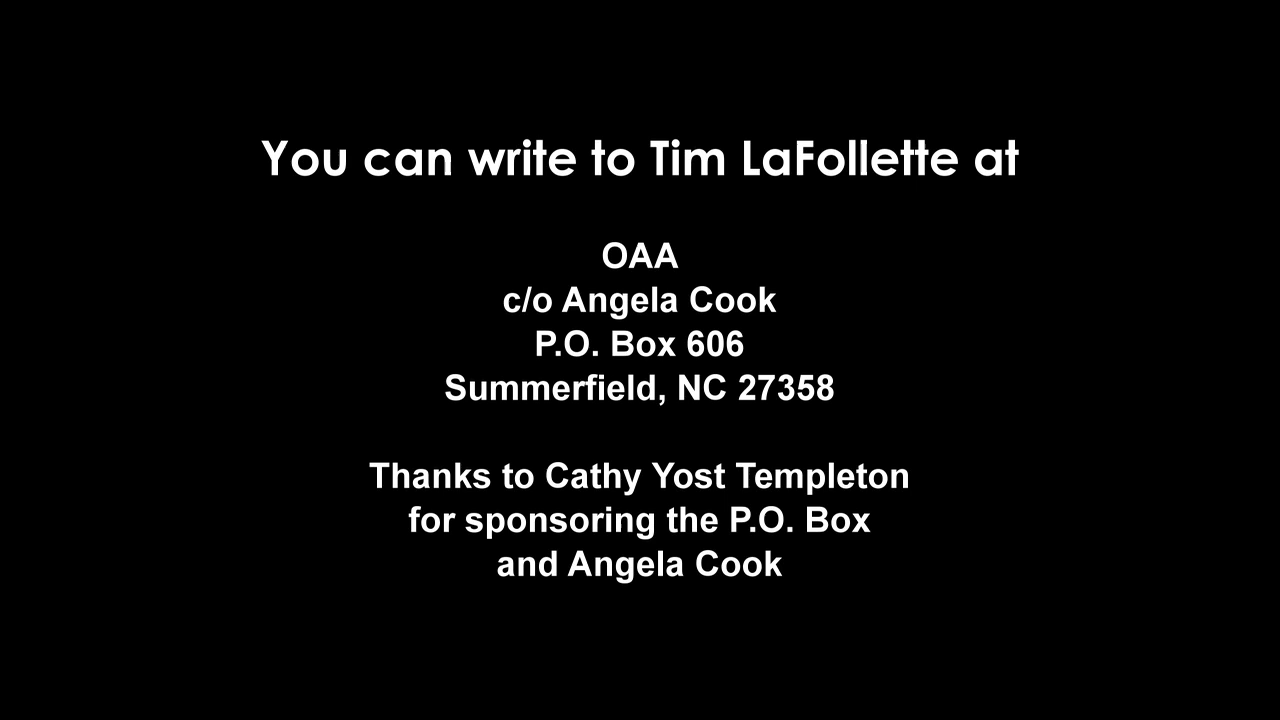 You can write to Tim LaFollette at
OAA
c/o Angela Cook
P.O. Box 606
Summerfield, NC 27358
Thanks to Cathy Yost Templeton
for sponsoring the P.O. Box
and Angela Cook